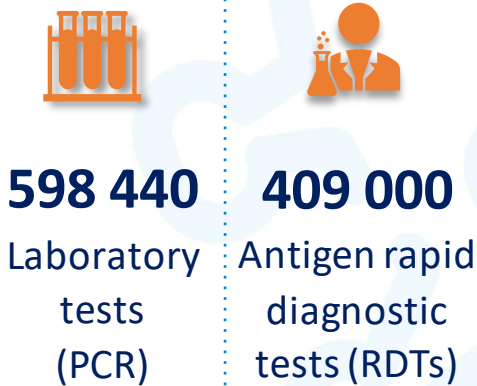 598 440
Laboratory
tests
(PCR)
409 000
Antigen rapid
diagnostic
tests (RDTs)